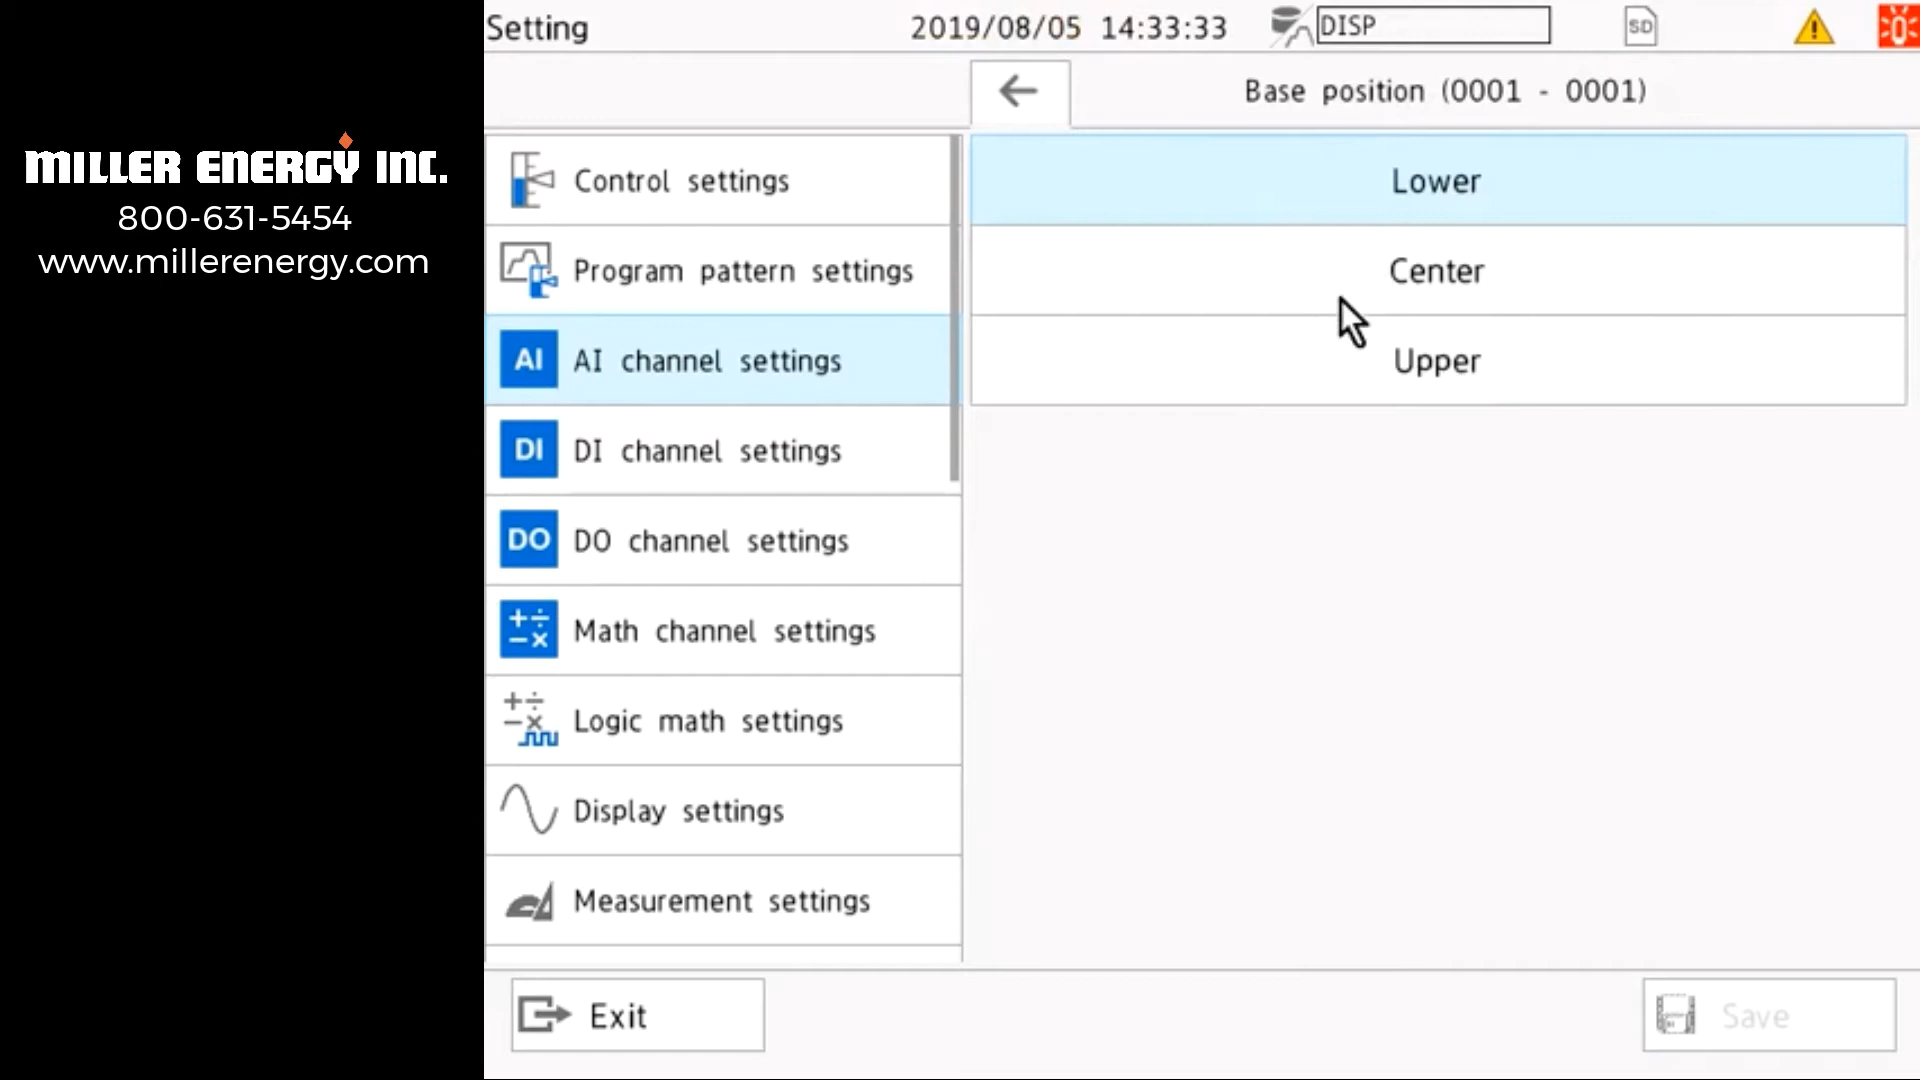 MILLER ENERGY INC.
800-631-5454
www.millerenergy.com
Setting
2019/08/05 14:33:33
DISP
SD
Base position (0001 - 0001)
Control settings
Program pattern settings
AI AI channel settings
DI DI channel settings
DO DO channel settings
Math channel settings
Logic math settings
Display settings
Measurement settings
Lower
Center
Upper
Exit
Save